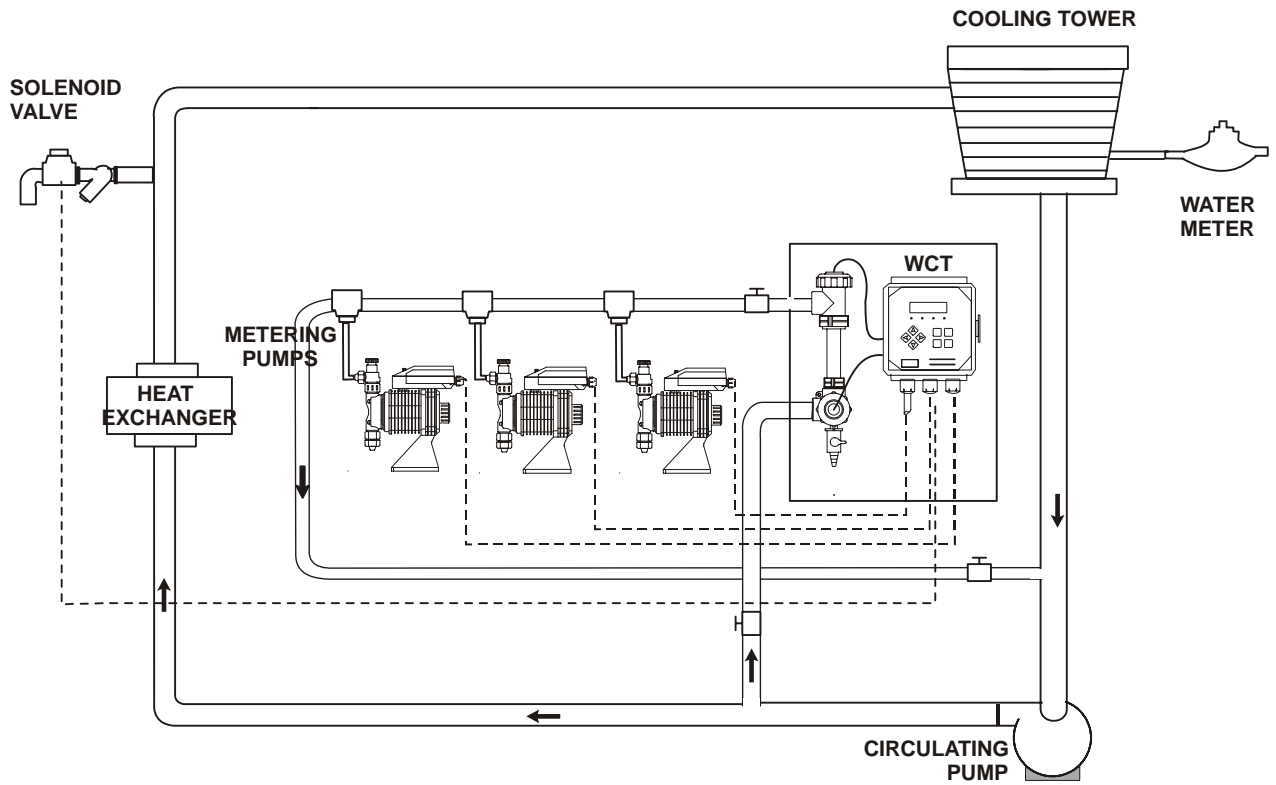 COOLING TOWER
SOLENOID
VALVE
WATER
METER
WCT
METERING
PUMPS
HEAT
EXCHANGER
CIRCULATING
PUMP